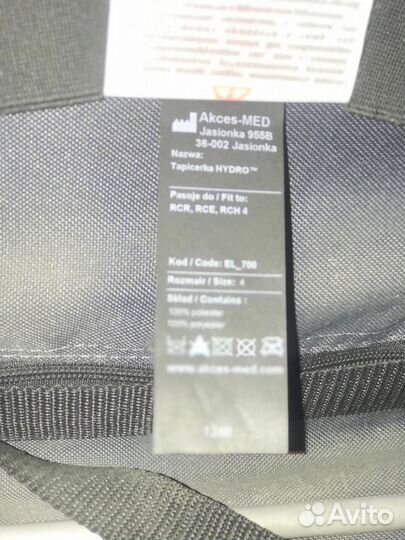 Akces-MED
Jasionka 955B
36-002 Jasionka
Nazwa:
Tapicerka HYDRO™
Pasuje do / Fit to:
RCR, RCE, RCH 4
Kod / Code: EL_700
Rozmiar / Size: 4
Skład / Contains :
100% poliester
100% polyester
www.akces-med.com
Avito